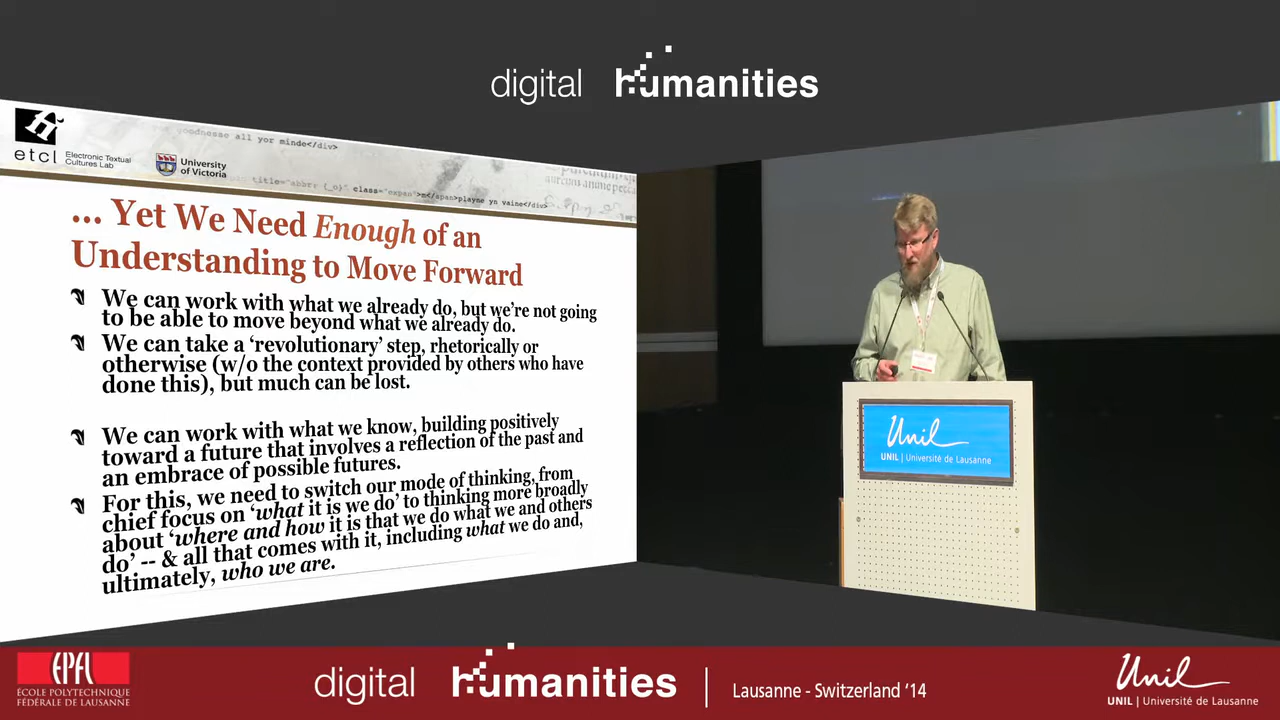 digital humanities
goodnesse all yor minde</div>
etcl Electronic Textual
Cultures Lab
University
of Victoria
... Yet We Need Enough of an
Understanding to Move Forward
We can work with what we already do, but we're not going
to be able to move beyond what we already do.
We can take a 'revolutionary' step, rhetorically or
otherwise (w/o the context provided by others who have
done this), but much can be lost.
We can work with what we know, building positively
toward a future that involves a reflection of the past and
an embrace of possible futures.
For this, we need to switch our mode of thinking, from
chief focus on 'what it is we do' to thinking more broadly
about 'where and how it is that we do what we and others
do' -- & all that comes with it, including what we do and,
ultimately, who we are.
Unil
UNIL | Université de Lausanne
EPFL
ÉCOLE POLYTECHNIQUE
FÉDÉRALE DE LAUSANNE
digital humanities
Lausanne - Switzerland '14
Unil
UNIL | Université de Lausanne